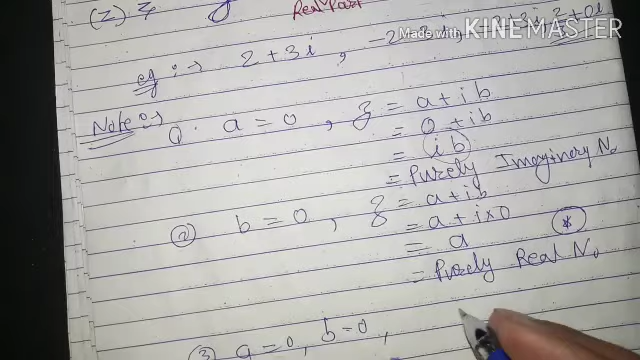 (Z). Z
Real Part
Made with KINEMASTER
eg :→ 2 + 3i , -2
Note :→ 1. a = 0 , z = a + ib
= 0 + ib
= ib
= Purely Imaginary No
2 b = 0 , z = a + ib
= a + i×0
= a *
= Purely Real No
3 a = 0, b = 0,